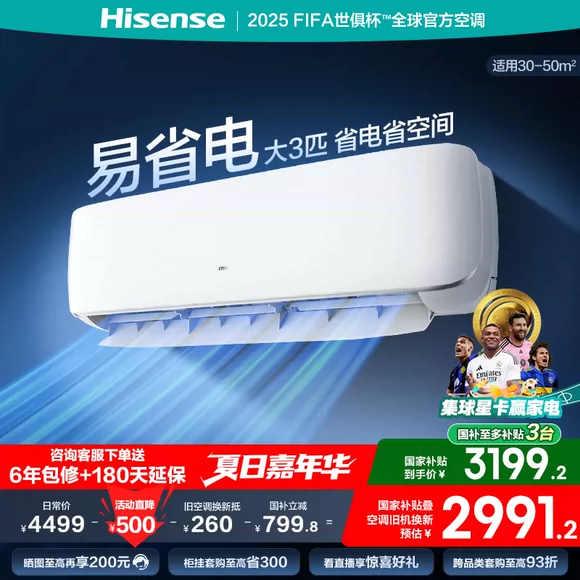 Hisense | 2025 FIFA世俱杯™全球官方空调
适用30-50m²
易省电 大3匹 省电省空间
集球星卡赢家电
国补至多补贴3台
咨询客服下单送
6年包修+180天延保
夏日嘉年华
国家补贴
到手价 ¥3199.2
日常价
¥4499
-
活动直降
¥500
-
旧空调换新抵
¥260
-
国补立减
¥799.8
=
国家补贴叠
空调旧机换新
预估¥2991.2
晒图至高再享200元
柜挂套购至高省300
看直播享惊喜好礼
跨品类套购至高93折